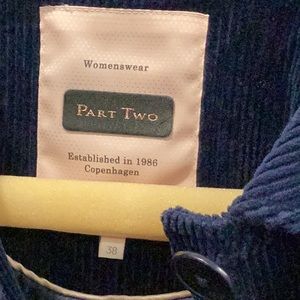 Womenswear
PART TWO
Established in 1986
Copenhagen
38